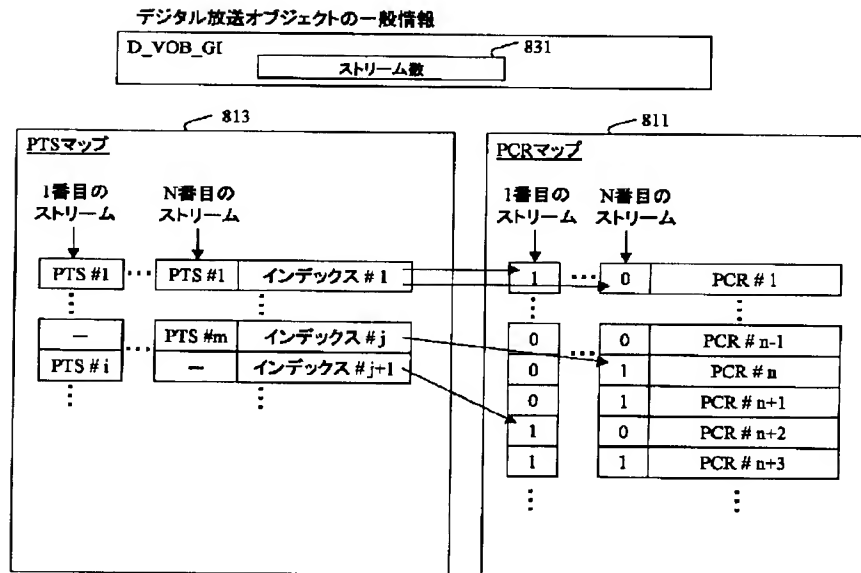 デジタル放送オブジェクトの一般情報
D_VOB_GI
831
ストリーム数
813
PTSマップ
1番目の
ストリーム
N番目の
ストリーム
PTS #1 ・・・ PTS #1 インデックス # 1
― PTS #m インデックス # j
PTS # i ・・・ ― インデックス # j+1
811
PCRマップ
1番目の
ストリーム
N番目の
ストリーム
1 ・・・ 0 PCR # 1
0 ・・・ 0 PCR # n-1
0 1 PCR # n
0 1 PCR # n+1
1 0 PCR # n+2
1 1 PCR # n+3